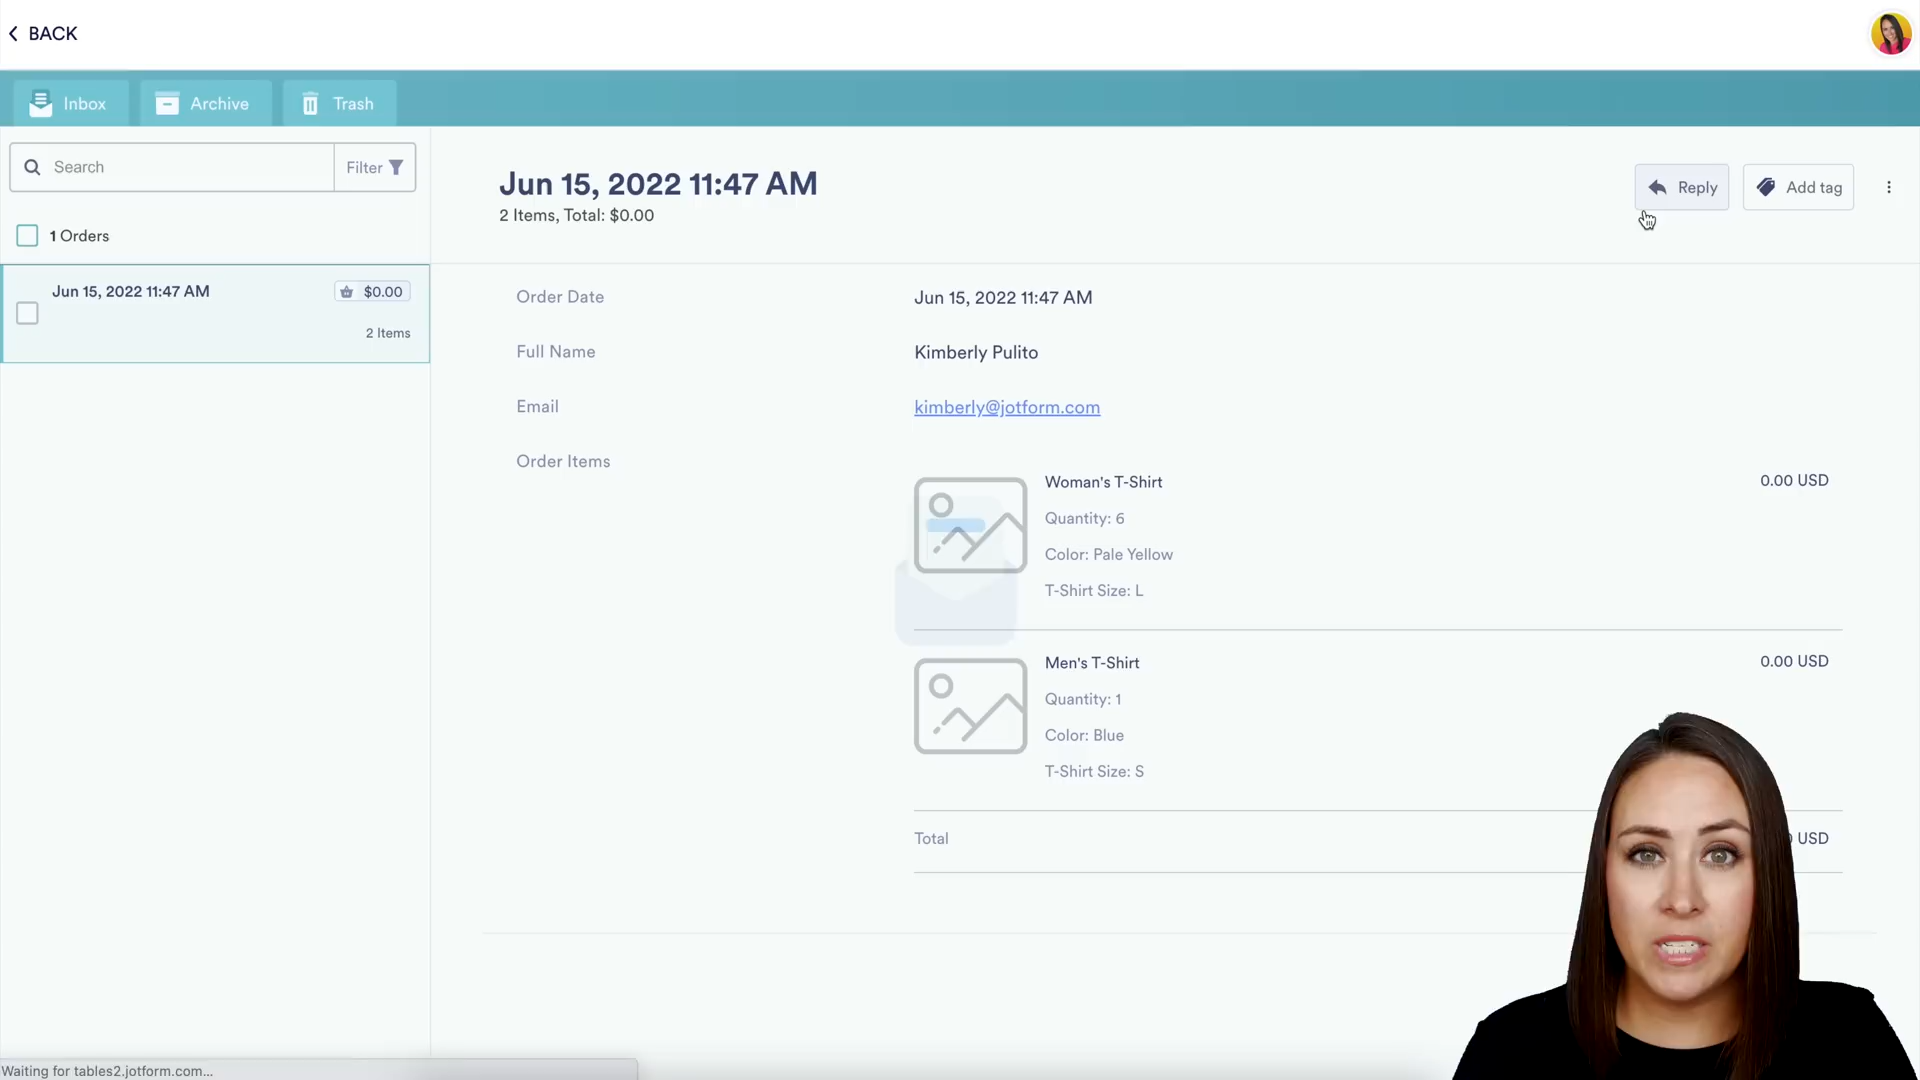 BACK
Inbox
Archive
Trash
Search
Filter
1 Orders
Jun 15, 2022 11:47 AM
$0.00
2 Items
Jun 15, 2022 11:47 AM
2 Items, Total: $0.00
Reply
Add tag
Order Date
Jun 15, 2022 11:47 AM
Full Name
Kimberly Pulito
Email
kimberly@jotform.com
Order Items
Woman's T-Shirt
0.00 USD
Quantity: 6
Color: Pale Yellow
T-Shirt Size: L
Men's T-Shirt
0.00 USD
Quantity: 1
Color: Blue
T-Shirt Size: S
Total
USD
Waiting for tables2.jotform.com...